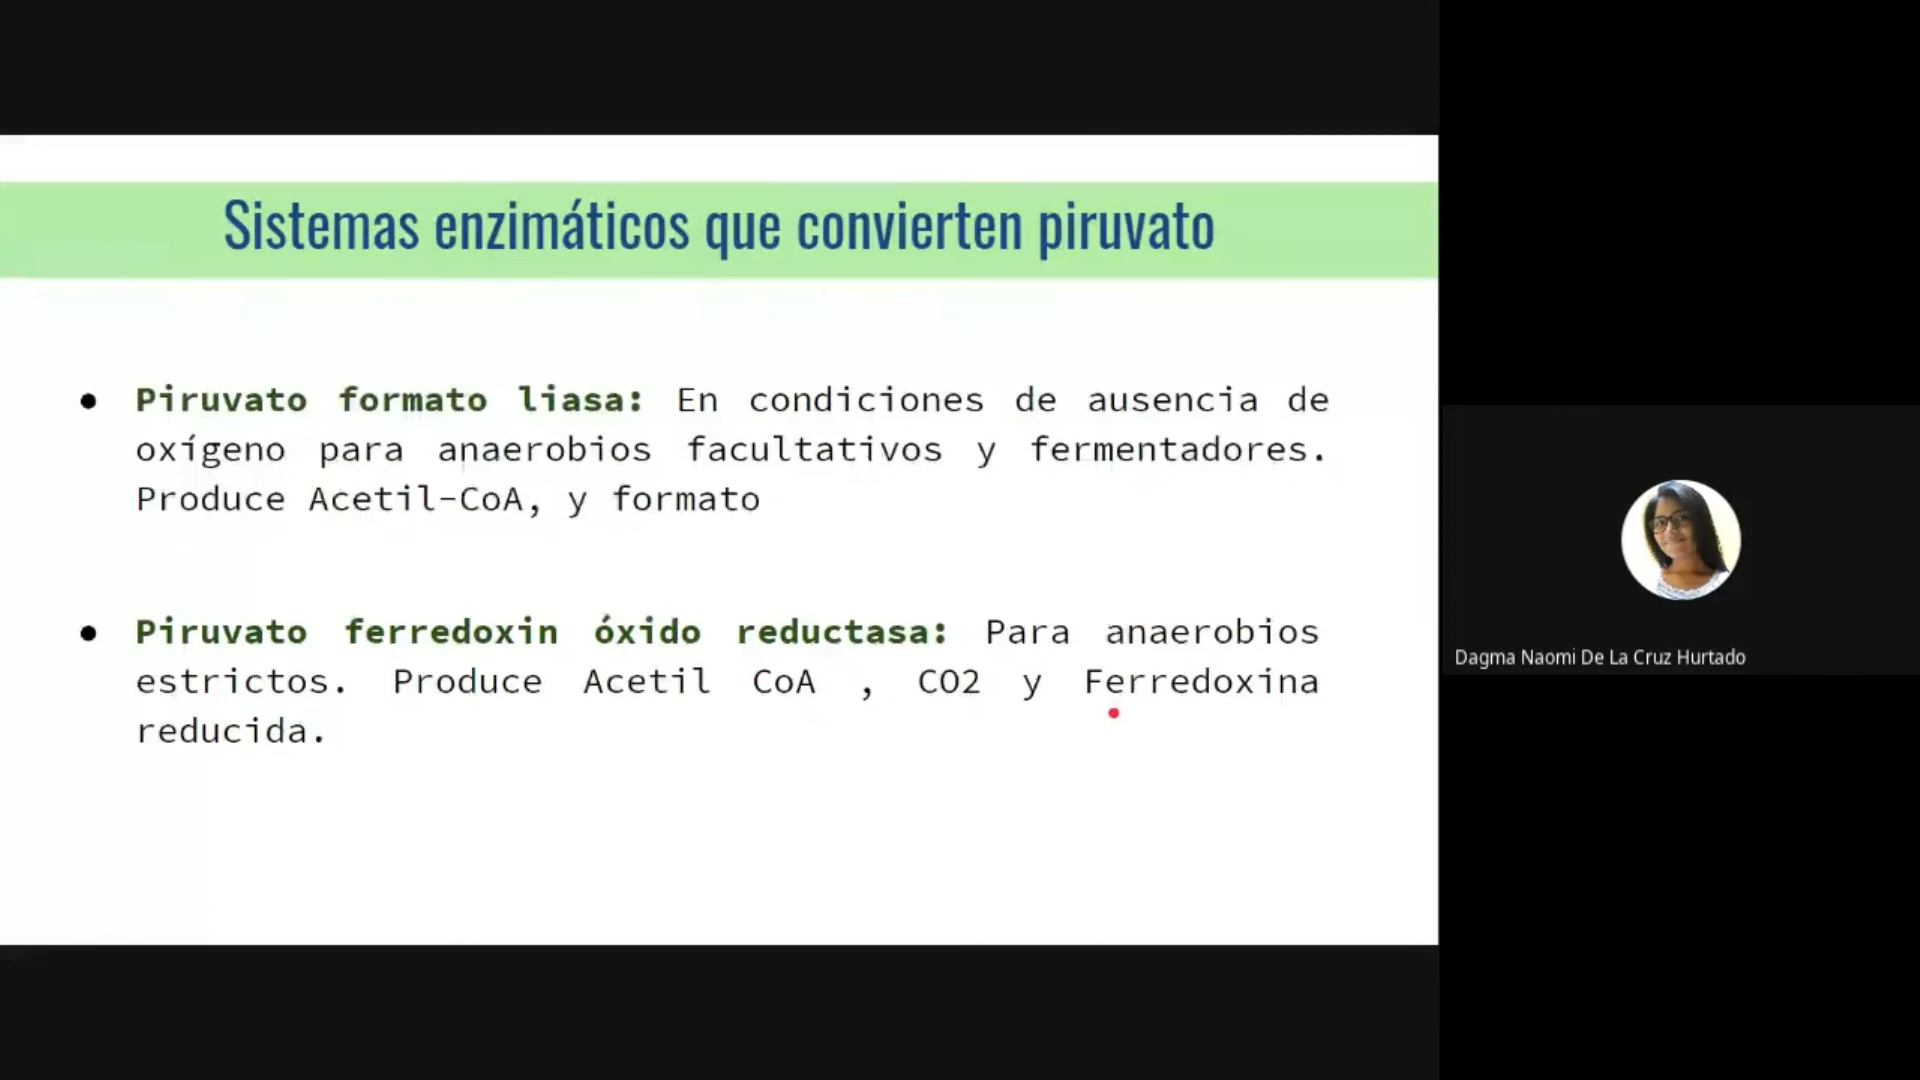 Sistemas enzimáticos que convierten piruvato
● Piruvato formato liasa: En condiciones de ausencia de
oxígeno para anaerobios facultativos y fermentadores.
Produce Acetil-CoA, y formato
● Piruvato ferredoxin óxido reductasa: Para anaerobios
estrictos. Produce Acetil CoA , CO2 y Ferredoxina
reducida.
Dagma Naomi De La Cruz Hurtado